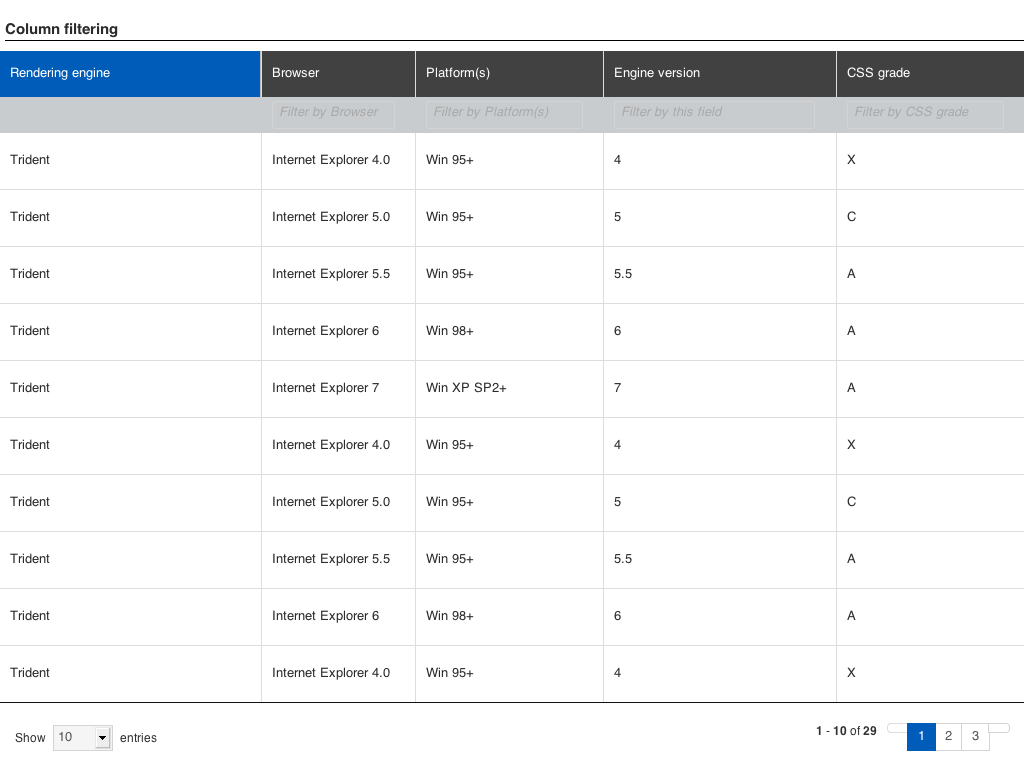 Column filtering
Rendering engine Browser Platform(s) Engine version CSS grade
Filter by Browser Filter by Platform(s) Filter by this field Filter by CSS grade
Trident Internet Explorer 4.0 Win 95+ 4 X
Trident Internet Explorer 5.0 Win 95+ 5 C
Trident Internet Explorer 5.5 Win 95+ 5.5 A
Trident Internet Explorer 6 Win 98+ 6 A
Trident Internet Explorer 7 Win XP SP2+ 7 A
Trident Internet Explorer 4.0 Win 95+ 4 X
Trident Internet Explorer 5.0 Win 95+ 5 C
Trident Internet Explorer 5.5 Win 95+ 5.5 A
Trident Internet Explorer 6 Win 98+ 6 A
Trident Internet Explorer 4.0 Win 95+ 4 X
Show 10 entries 1 - 10 of 29 1 2 3